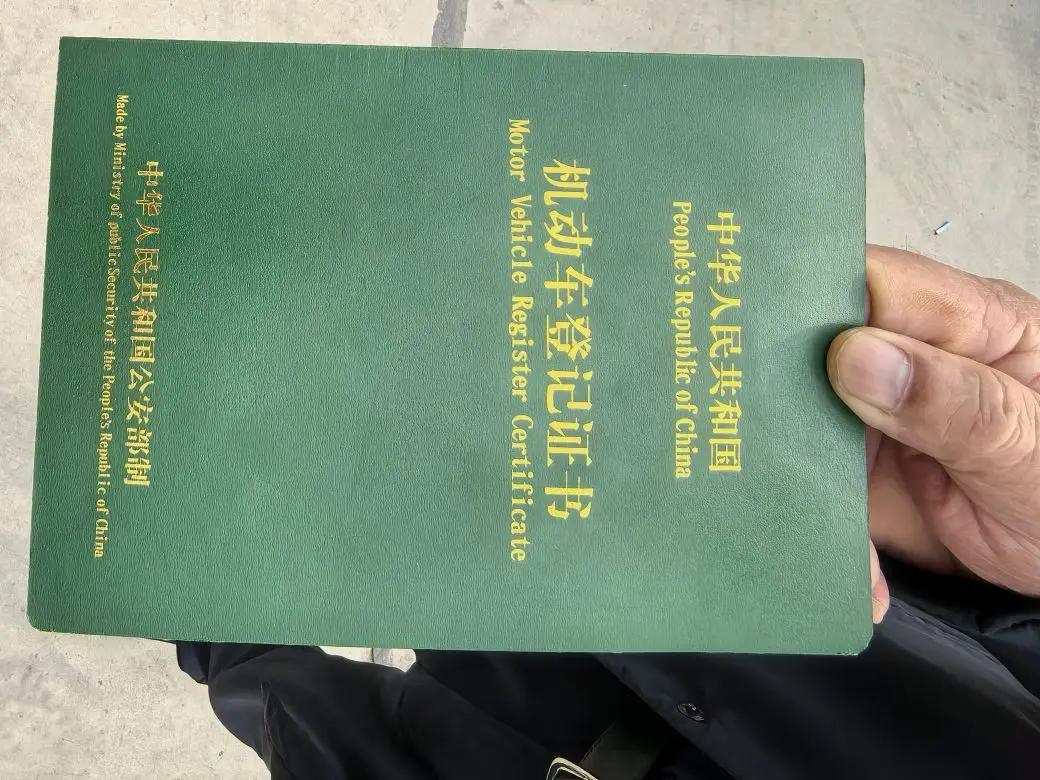 中华人民共和国
People's Republic of China
机动车登记证书
Motor Vehicle Register Certificate
中华人民共和国公安部制
Made by Ministry of public Security of the People's Republic of China